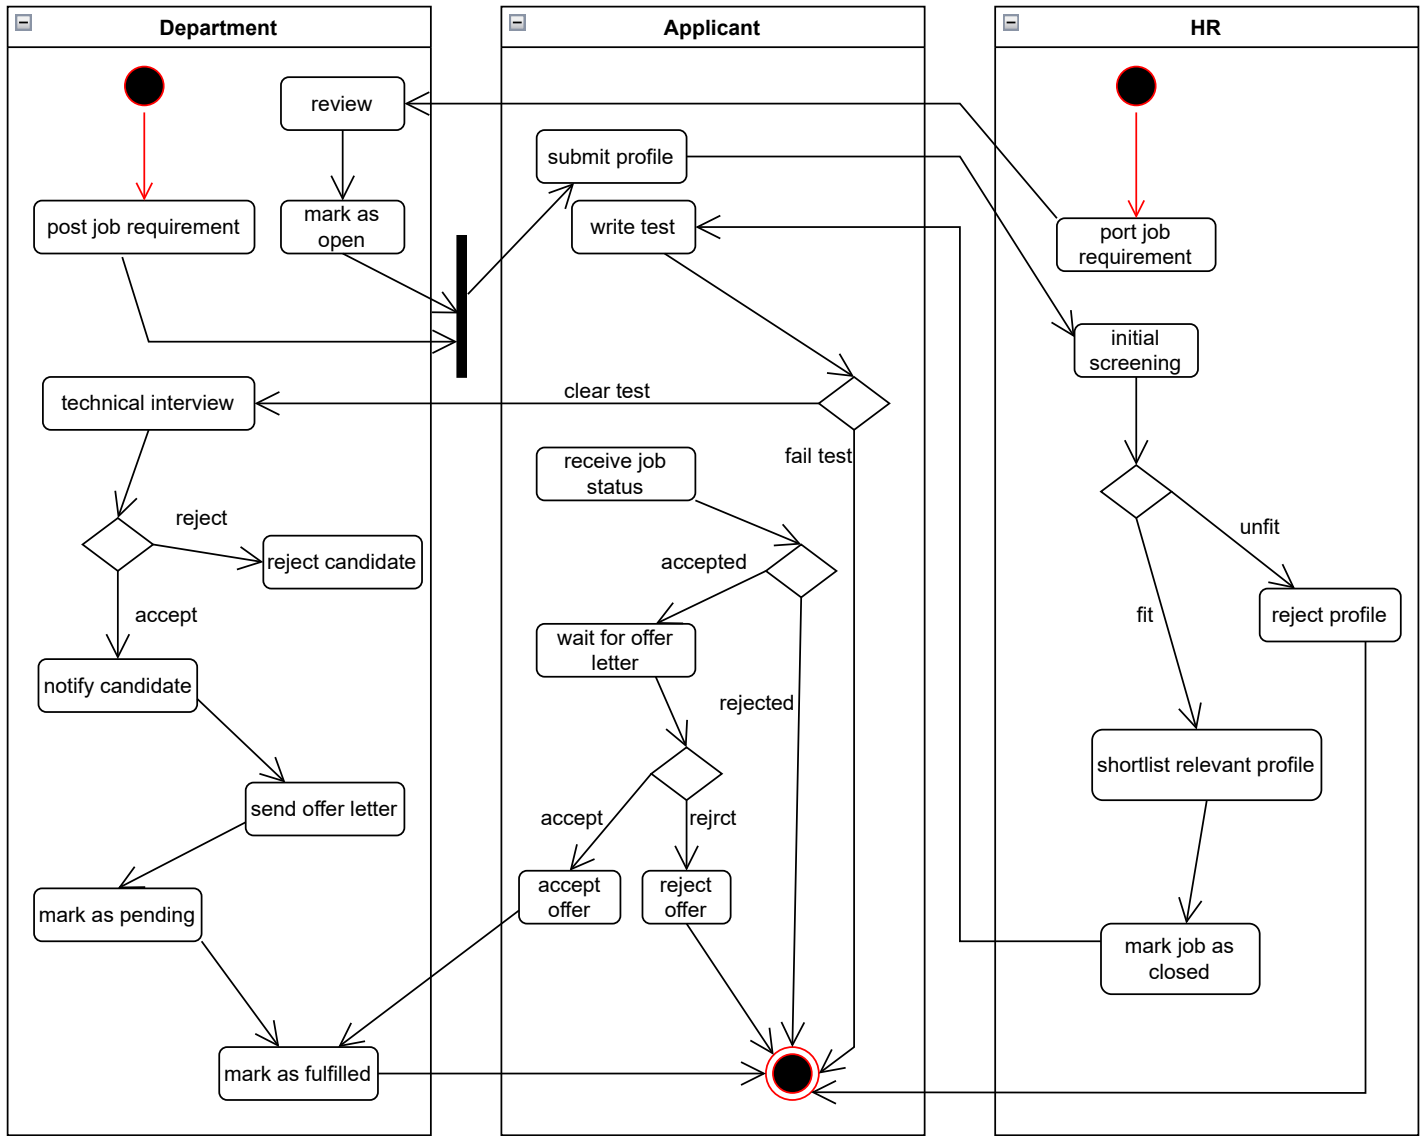 Department
review
post job requirement
mark as
open
technical interview
reject
reject candidate
accept
notify candidate
send offer letter
mark as pending
mark as fulfilled
Applicant
submit profile
write test
clear test
fail test
receive job
status
accepted
wait for offer
letter
rejected
accept
rejrct
accept
offer
reject
offer
HR
port job
requirement
initial
screening
unfit
fit
reject profile
shortlist relevant profile
mark job as
closed